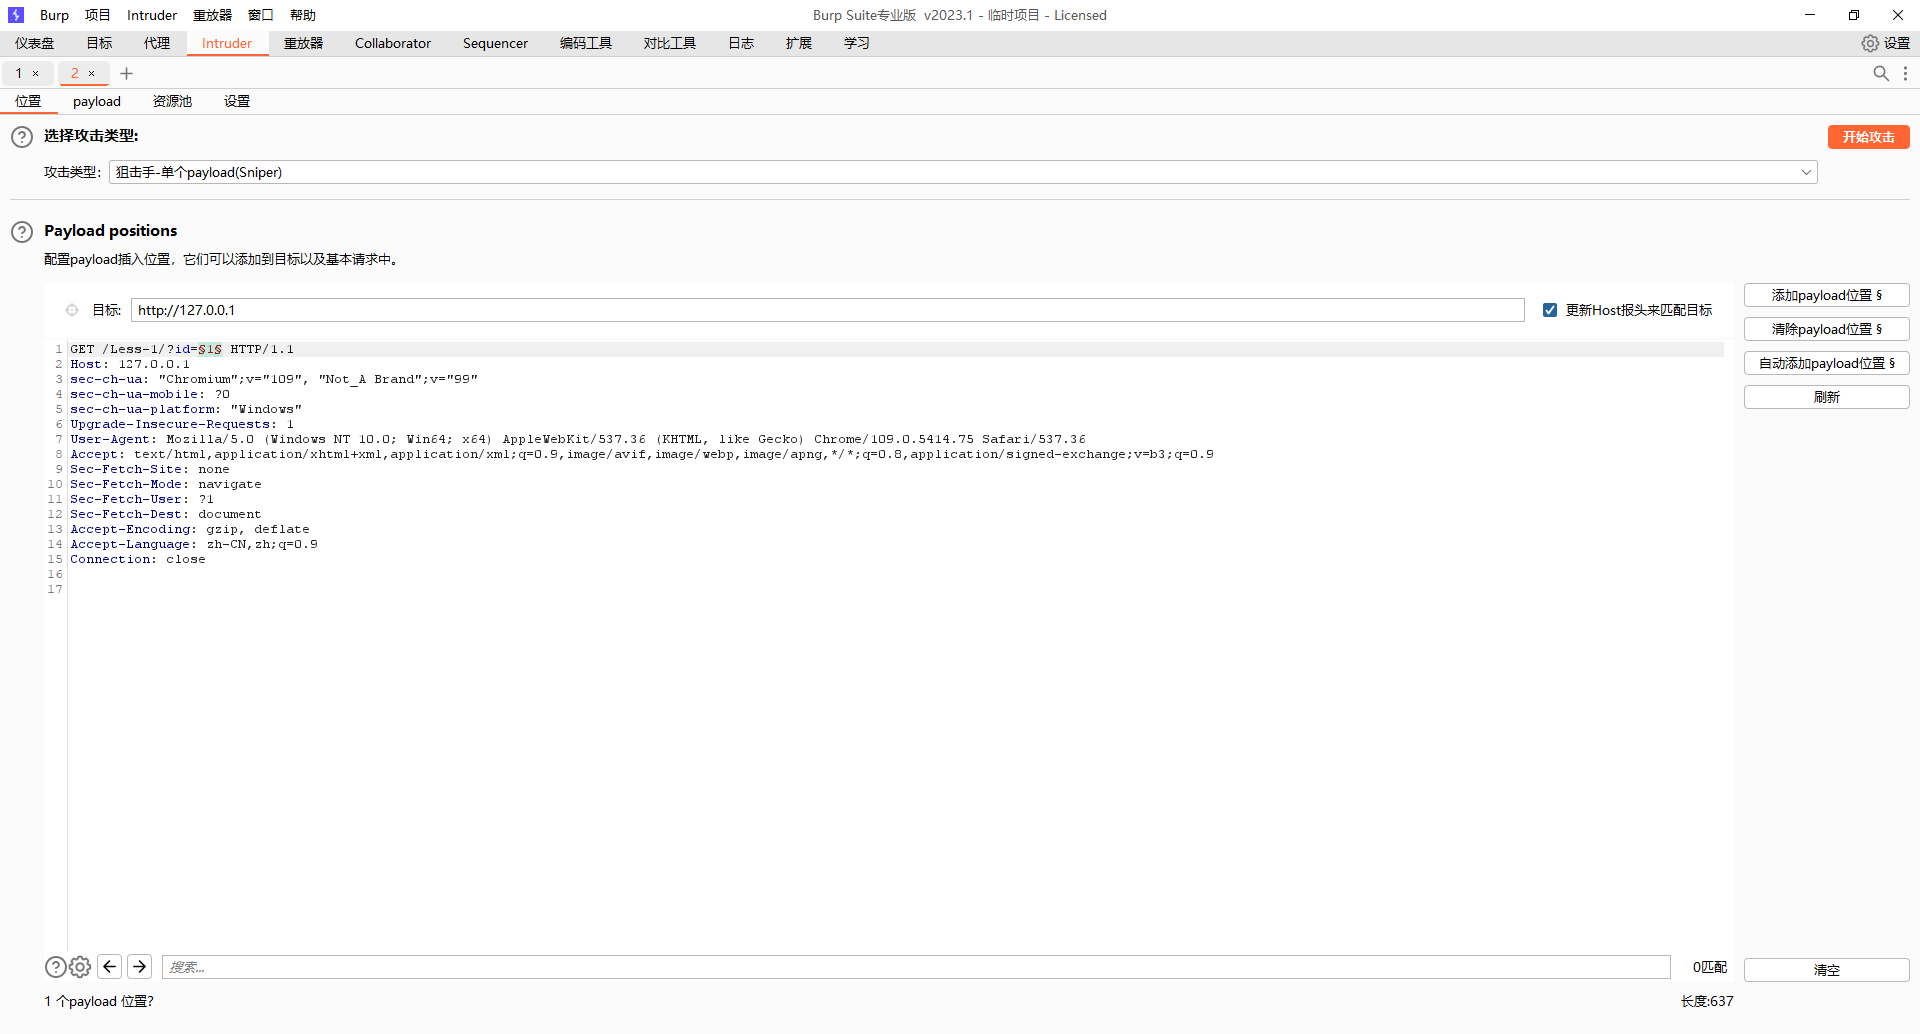 Burp 项目 Intruder 重放器 窗口 帮助 Burp Suite专业版 v2023.1 - 临时项目 - Licensed
仪表盘 目标 代理 Intruder 重放器 Collaborator Sequencer 编码工具 对比工具 日志 扩展 学习 设置
1 × 2 × +
位置 payload 资源池 设置
? 选择攻击类型: 开始攻击
攻击类型: 狙击手-单个payload(Sniper)
? Payload positions
配置payload插入位置，它们可以添加到目标以及基本请求中。
目标: http://127.0.0.1 更新Host报头来匹配目标
添加payload位置 §
清除payload位置 §
自动添加payload位置 §
刷新
1 GET /Less-1/?id=§1§ HTTP/1.1
2 Host: 127.0.0.1
3 sec-ch-ua: "Chromium";v="109", "Not_A Brand";v="99"
4 sec-ch-ua-mobile: ?0
5 sec-ch-ua-platform: "Windows"
6 Upgrade-Insecure-Requests: 1
7 User-Agent: Mozilla/5.0 (Windows NT 10.0; Win64; x64) AppleWebKit/537.36 (KHTML, like Gecko) Chrome/109.0.5414.75 Safari/537.36
8 Accept: text/html,application/xhtml+xml,application/xml;q=0.9,image/avif,image/webp,image/apng,*/*;q=0.8,application/signed-exchange;v=b3;q=0.9
9 Sec-Fetch-Site: none
10 Sec-Fetch-Mode: navigate
11 Sec-Fetch-User: ?1
12 Sec-Fetch-Dest: document
13 Accept-Encoding: gzip, deflate
14 Accept-Language: zh-CN,zh;q=0.9
15 Connection: close
16
17
? 搜索... 0匹配 清空
1 个payload 位置? 长度:637